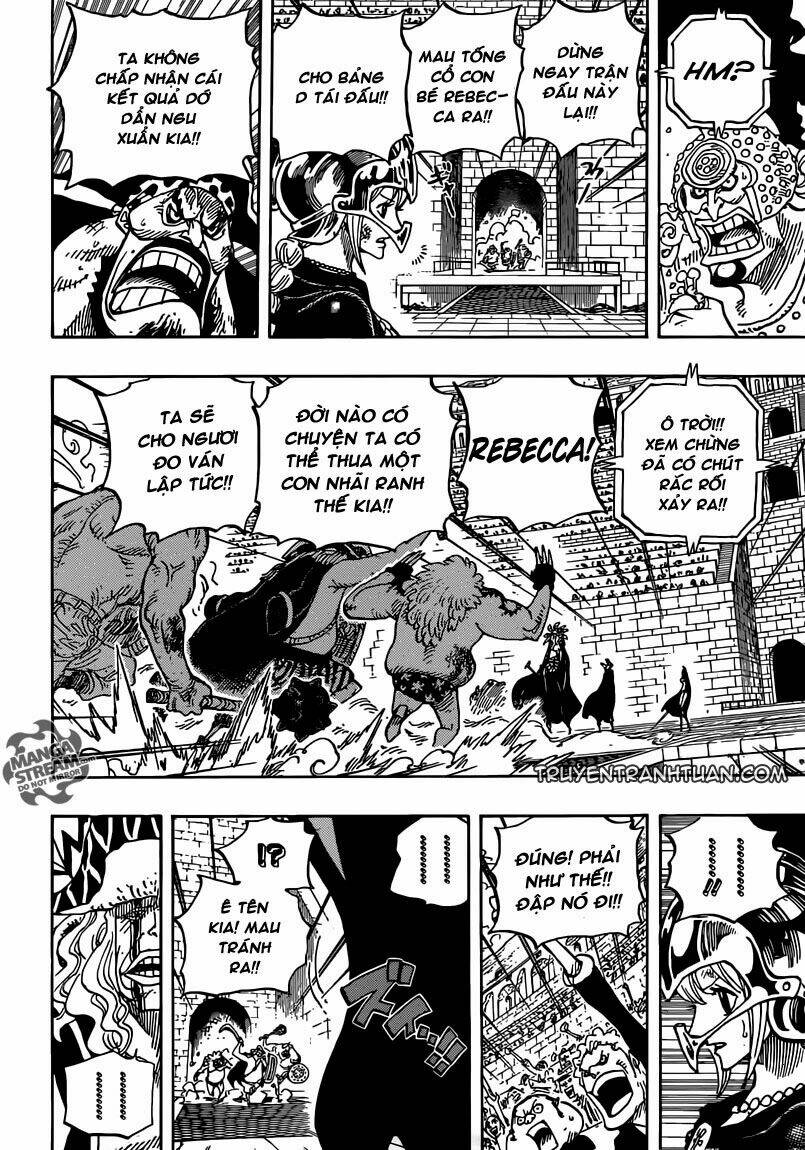 HM?
DỪNG
NGAY TRẬN
ĐẤU NÀY
LẠI!!
MAU TỐNG
CỔ CON
BÉ REBEC-
CA RA!!
CHO BẢNG
D TÁI ĐẤU!!
TA KHÔNG
CHẤP NHẬN CÁI
KẾT QUẢ DỚ
DẨN NGU
XUẨN KIA!!
Ô TRỜI!!
XEM CHỪNG
ĐÃ CÓ CHÚT
RẮC RỐI
XẢY RA!!
REBECCA!
ĐỜI NÀO CÓ
CHUYỆN TA CÓ
THỂ THUA MỘT
CON NHÃI RANH
THẾ KIA!!
TA SẼ
CHO NGƯƠI
ĐO VÁN
LẬP TỨC!!
MANGA
STREAM.com
DO NOT MIRROR
TRUYENTRANHTUAN.COM
!!
ĐÚNG! PHẢI
NHƯ THẾ!!
ĐẬP NÓ ĐI!!
!?
Ê TÊN
KIA! MAU
TRÁNH
RA!!